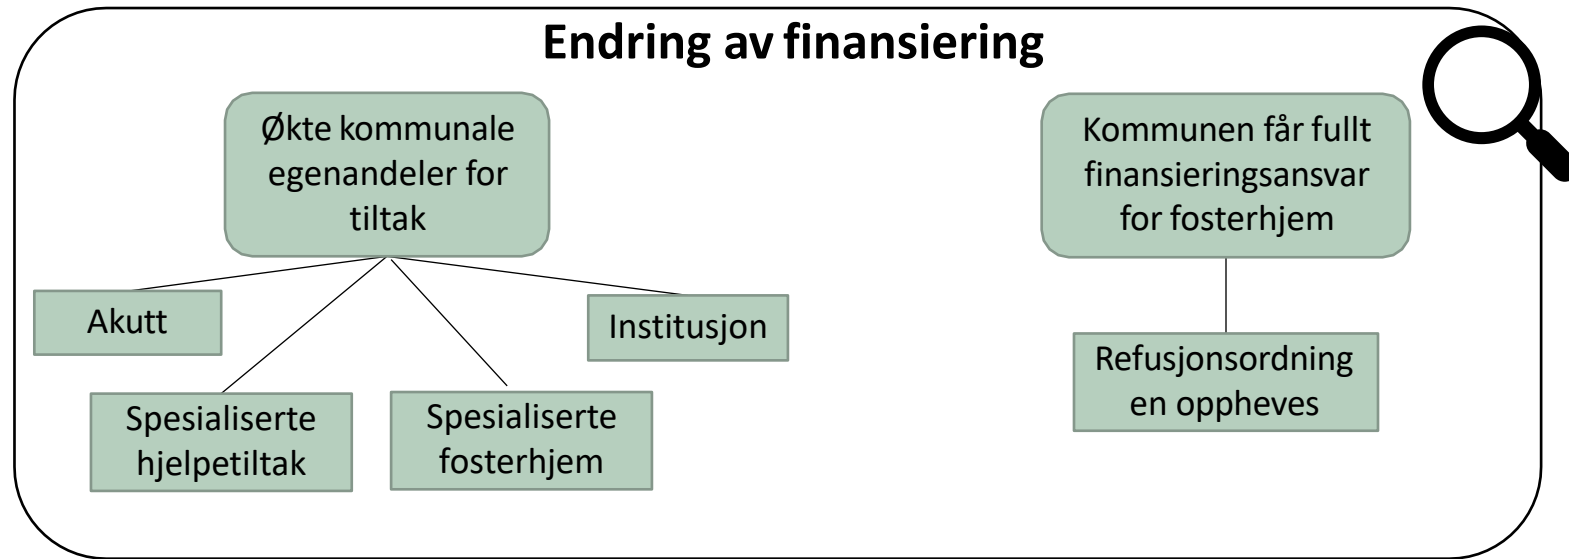 Endring av finansiering
Økte kommunale
egenandeler for
tiltak
Akutt
Spesialiserte
hjelpetiltak
Spesialiserte
fosterhjem
Institusjon
Kommunen får fullt
finansieringsansvar
for fosterhjem
Refusjonsordning
en oppheves